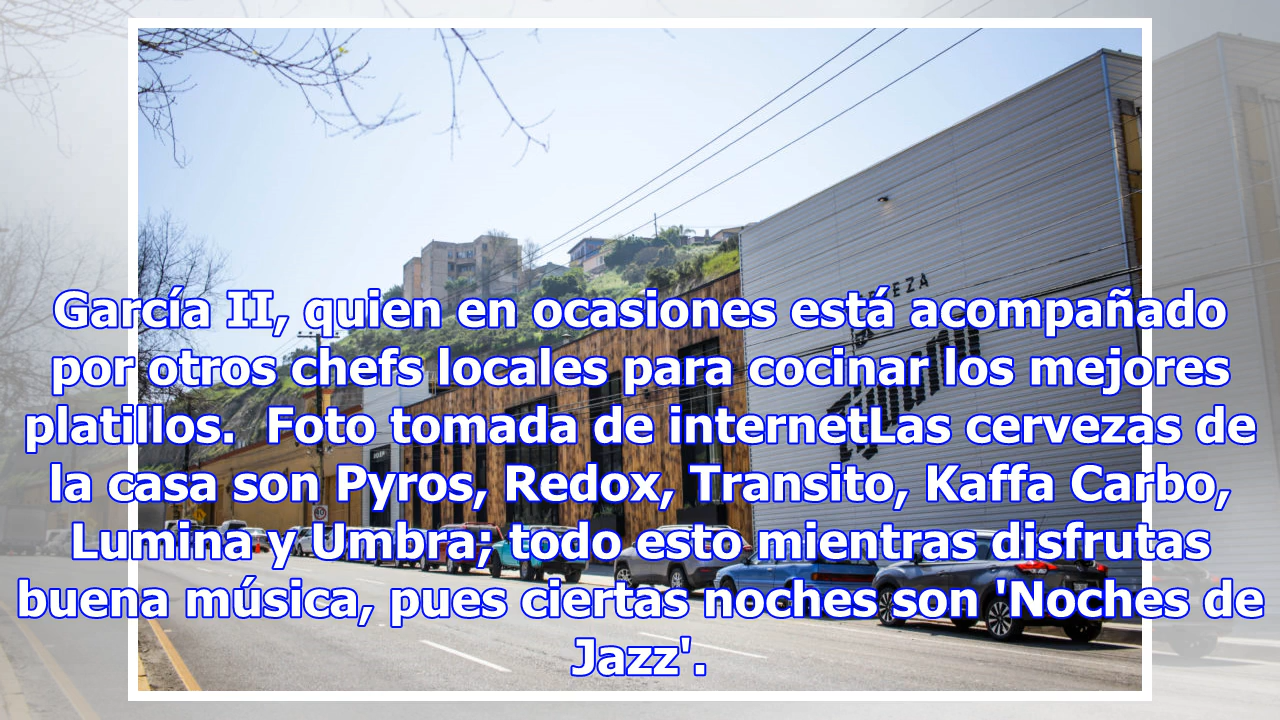 García II, quien en ocasiones está acompañado
por otros chefs locales para cocinar los mejores
platillos.  Foto tomada de internetLas cervezas de
la casa son Pyros, Redox, Transito, Kaffa Carbo,
Lumina y Umbra; todo esto mientras disfrutas
buena música, pues ciertas noches son 'Noches de
Jazz'.